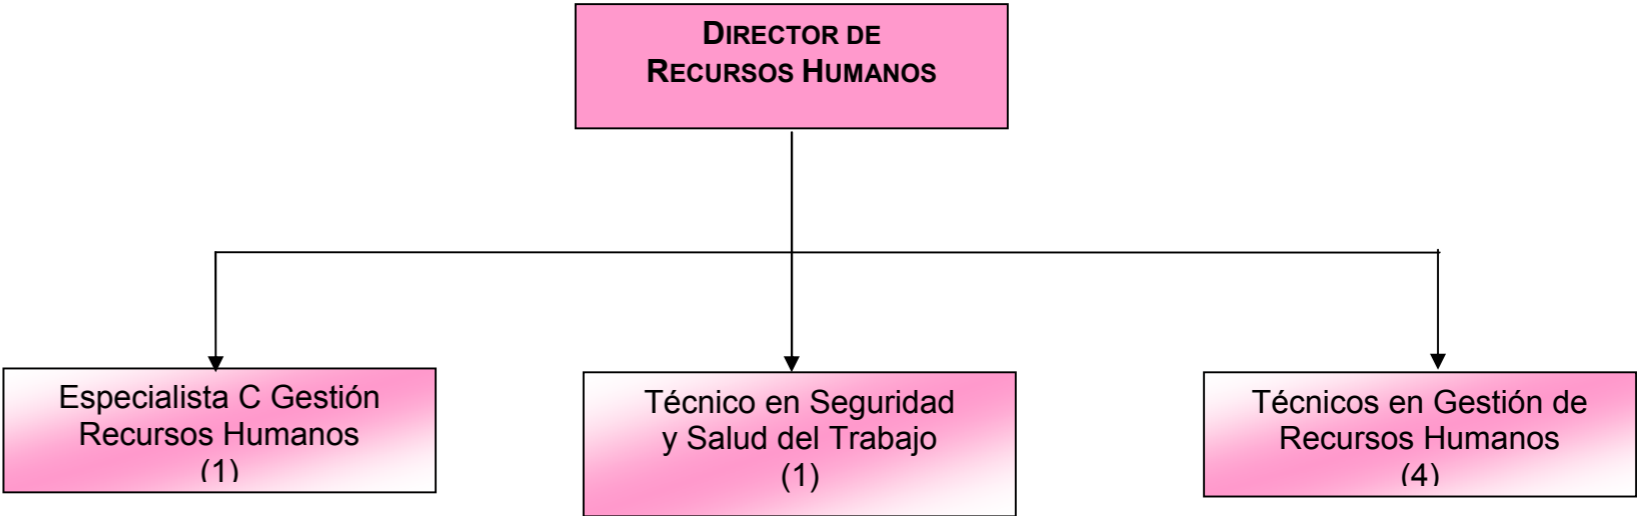 DIRECTOR DE
RECURSOS HUMANOS
Especialista C Gestión
Recursos Humanos
(1)
Técnico en Seguridad
y Salud del Trabajo
(1)
Técnicos en Gestión de
Recursos Humanos
(4)